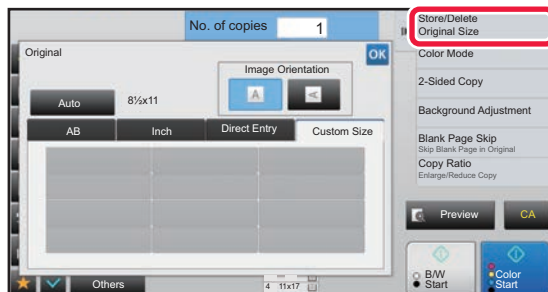 No. of copies 1
Store/Delete
Original Size
Original
OK
Color Mode
Image Orientation
A A
2-Sided Copy
Auto 8½x11
Background Adjustment
AB Inch Direct Entry Custom Size
Blank Page Skip
Skip Blank Page in Original
Copy Ratio
Enlarge/Reduce Copy
Preview CA
B/W
Start
Color
Start
Others
4 11x17